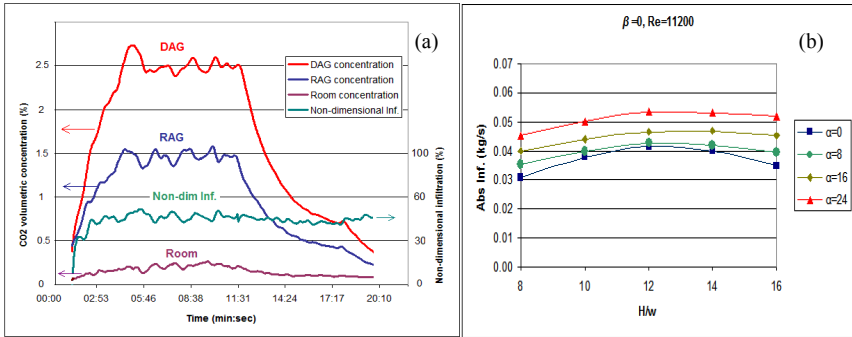 (a)
DAG
DAG concentration
RAG concentration
Room concentration
Non-dimensional Inf.
RAG
Non-dim Inf.
Room
CO2 volumetric concentration (%)
2.5
2
1.5
1
0.5
0
Non-dimensional infiltration (%)
100
60
30
0
00:00 02:53 05:46 08:38 11:31 14:24 17:17 20:10
Time (min:sec)
β=0, Re=11200
(b)
Abs Inf. (kg/s)
0.07
0.06
0.05
0.04
0.03
0.02
0.01
0.00
8 10 12 14 16
H/w
α=0
α=8
α=16
α=24